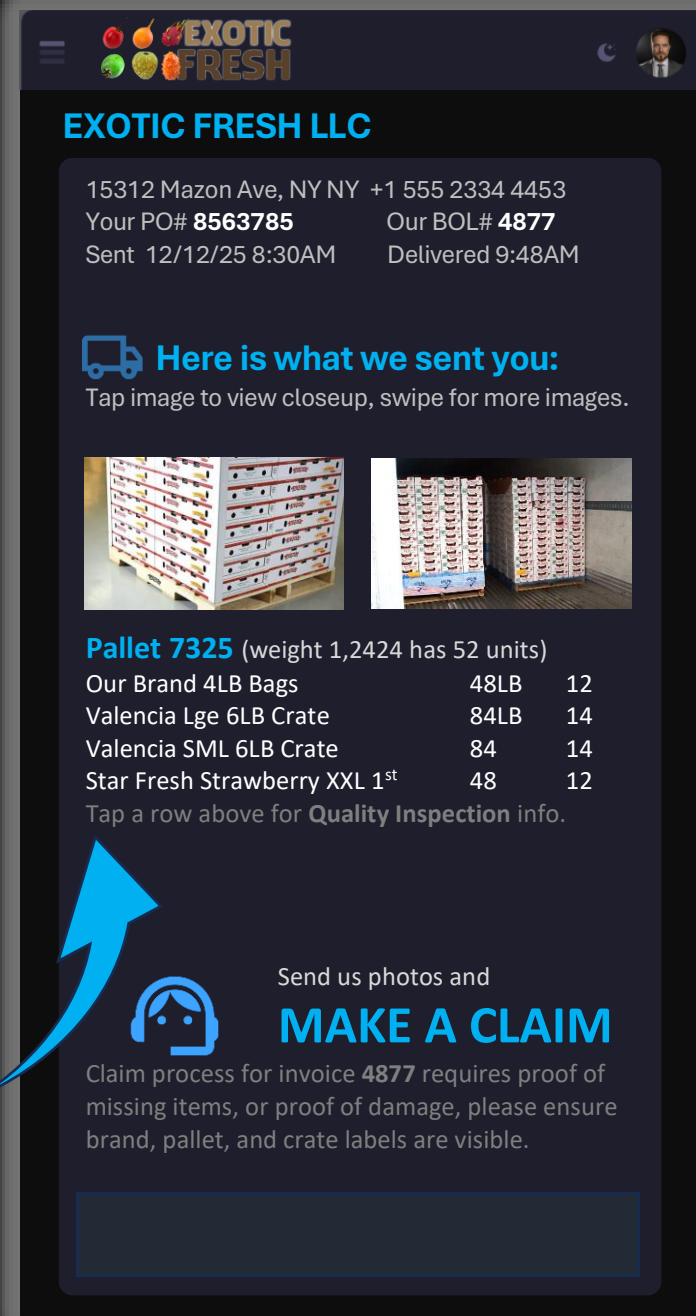 EXOTIC
FRESH
EXOTIC FRESH LLC
15312 Mazon Ave, NY NY +1 555 2334 4453
Your PO# 8563785 Our BOL# 4877
Sent 12/12/25 8:30AM Delivered 9:48AM
Here is what we sent you:
Tap image to view closeup, swipe for more images.
Pallet 7325 (weight 1,2424 has 52 units)
Our Brand 4LB Bags 48LB 12
Valencia Lge 6LB Crate 84LB 14
Valencia SML 6LB Crate 84 14
Star Fresh Strawberry XXL 1st 48 12
Tap a row above for Quality Inspection info.
Send us photos and
MAKE A CLAIM
Claim process for invoice 4877 requires proof of
missing items, or proof of damage, please ensure
brand, pallet, and crate labels are visible.